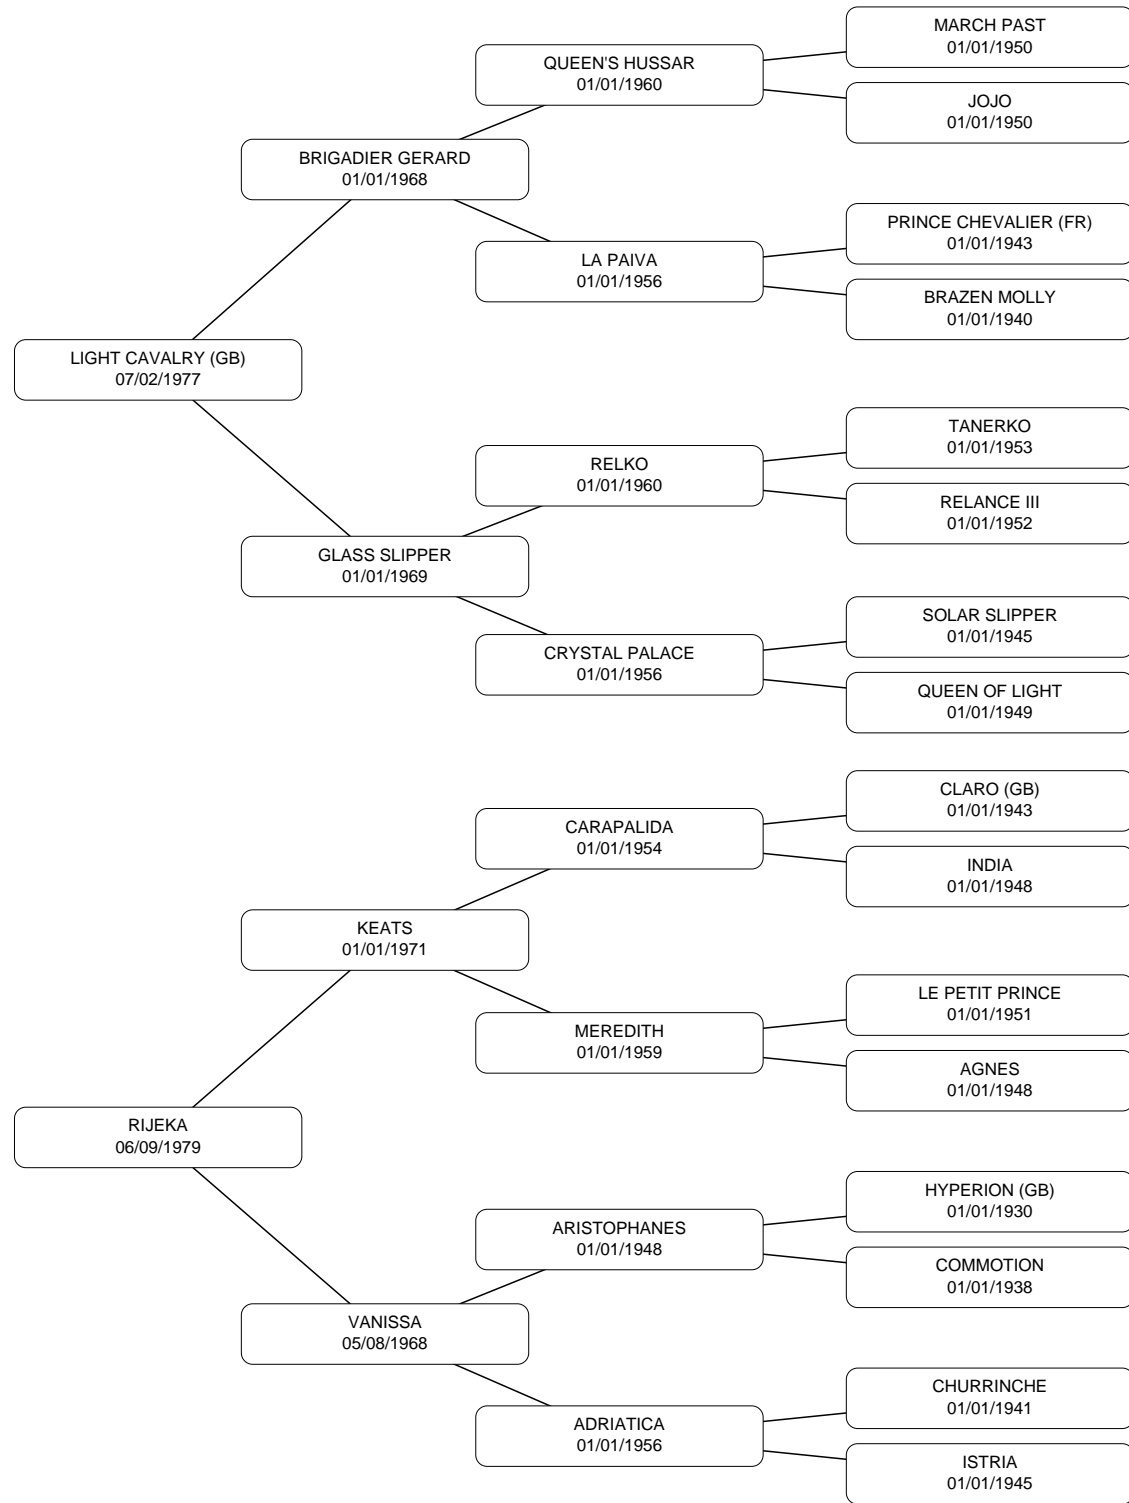 MARCH PAST
01/01/1950
QUEEN'S HUSSAR
01/01/1960
JOJO
01/01/1950
BRIGADIER GERARD
01/01/1968
PRINCE CHEVALIER (FR)
01/01/1943
LA PAIVA
01/01/1956
BRAZEN MOLLY
01/01/1940
LIGHT CAVALRY (GB)
07/02/1977
TANERKO
01/01/1953
RELKO
01/01/1960
RELANCE III
01/01/1952
GLASS SLIPPER
01/01/1969
SOLAR SLIPPER
01/01/1945
CRYSTAL PALACE
01/01/1956
QUEEN OF LIGHT
01/01/1949
CLARO (GB)
01/01/1943
CARAPALIDA
01/01/1954
INDIA
01/01/1948
KEATS
01/01/1971
LE PETIT PRINCE
01/01/1951
MEREDITH
01/01/1959
AGNES
01/01/1948
RIJEKA
06/09/1979
HYPERION (GB)
01/01/1930
ARISTOPHANES
01/01/1948
COMMOTION
01/01/1938
VANISSA
05/08/1968
CHURRINCHE
01/01/1941
ADRIATICA
01/01/1956
ISTRIA
01/01/1945